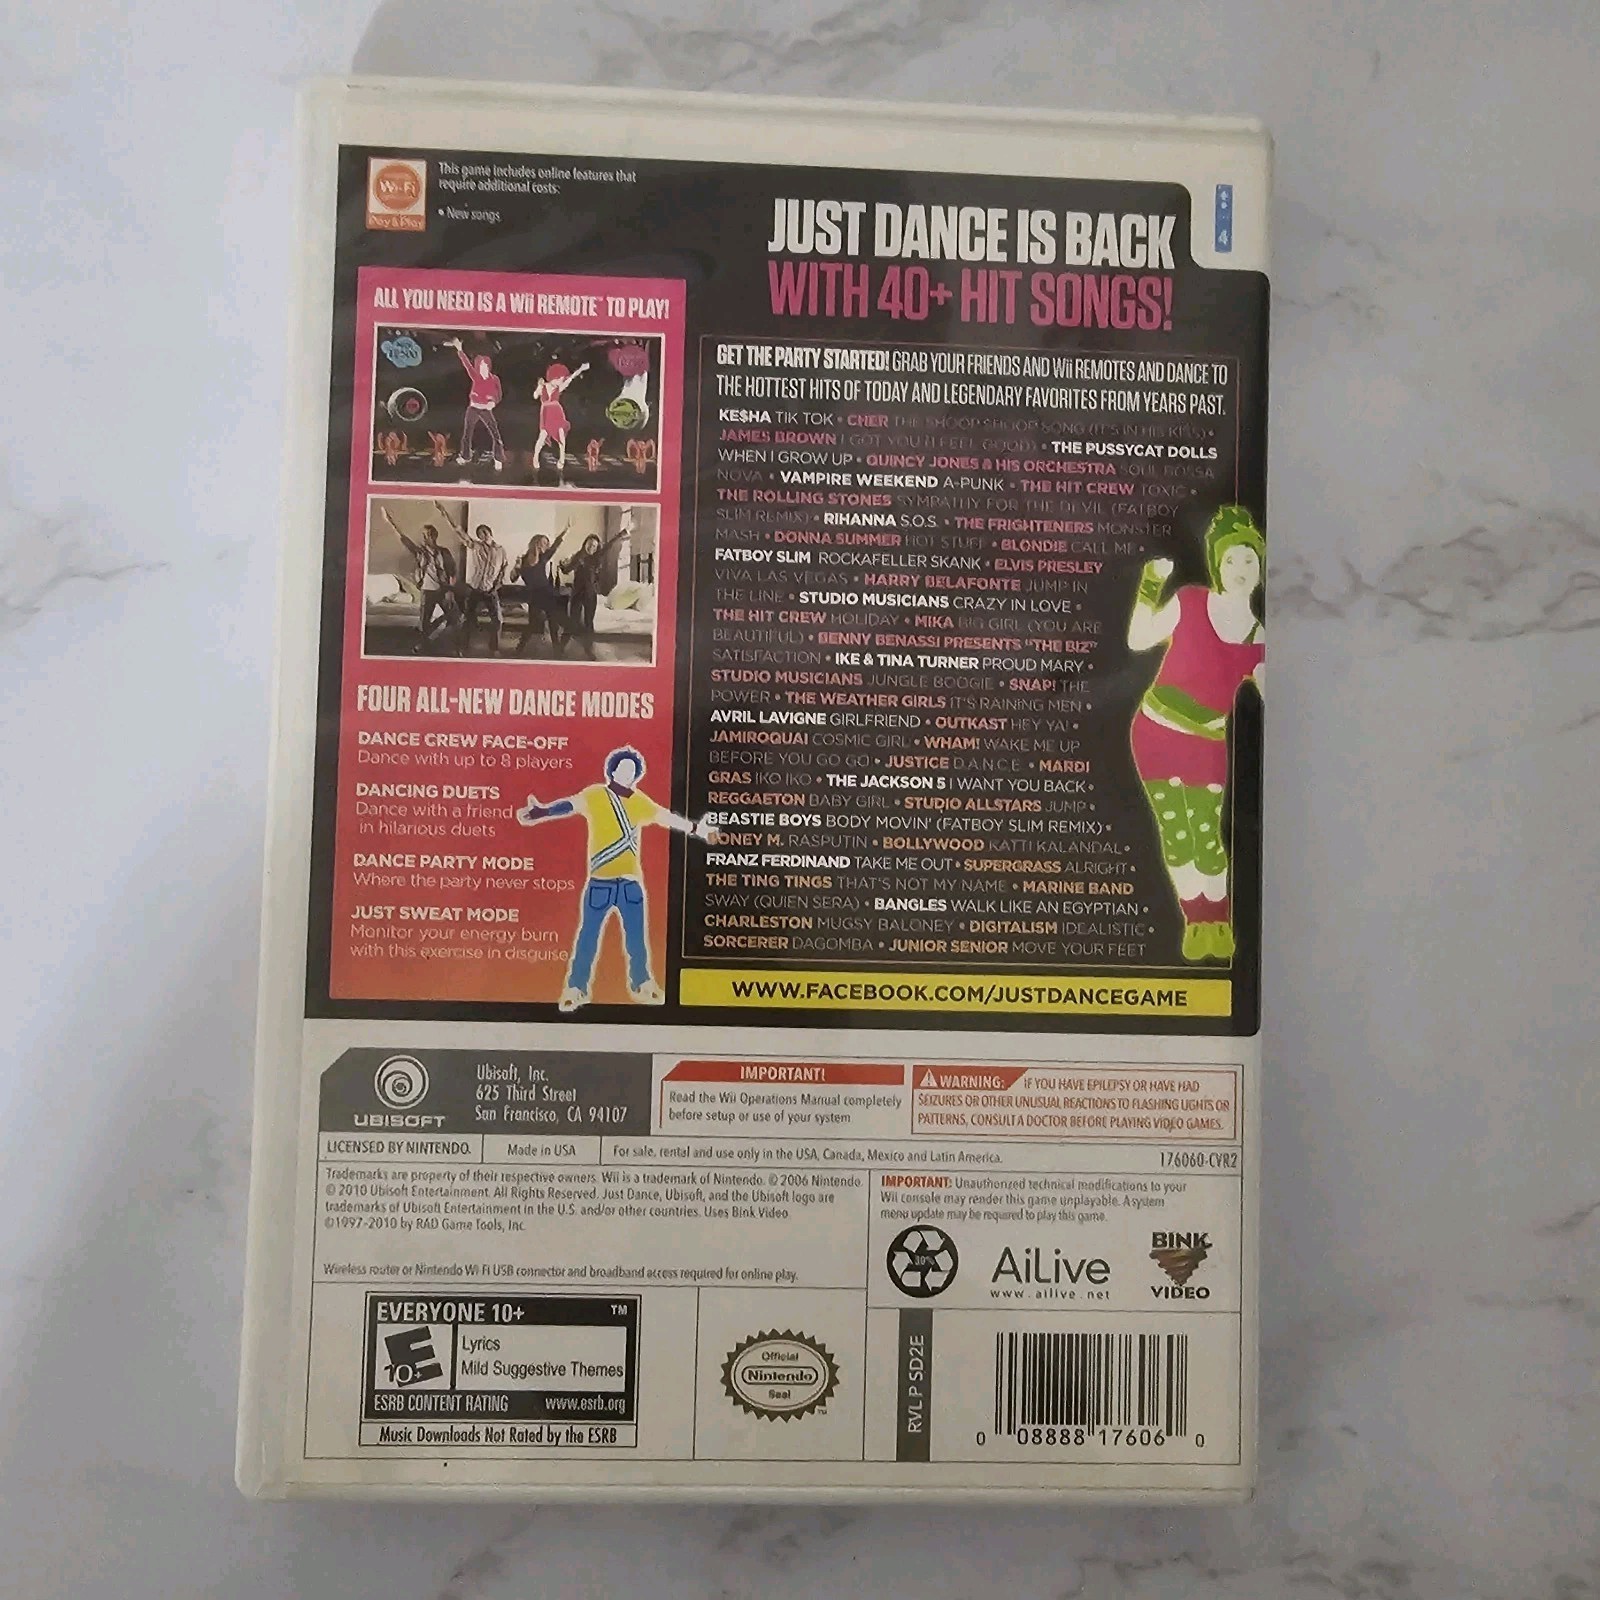 Wi-Fi
Pay & Play
This game includes online features that
require additional costs:
• New songs
4
JUST DANCE IS BACK
WITH 40+ HIT SONGS!
ALL YOU NEED IS A Wii REMOTE™ TO PLAY!
FOUR ALL-NEW DANCE MODES
DANCE CREW FACE-OFF
Dance with up to 8 players
DANCING DUETS
Dance with a friend
in hilarious duets
DANCE PARTY MODE
Where the party never stops
JUST SWEAT MODE
Monitor your energy burn
with this exercise in disguise
GET THE PARTY STARTED! GRAB YOUR FRIENDS AND Wii REMOTES AND DANCE TO
THE HOTTEST HITS OF TODAY AND LEGENDARY FAVORITES FROM YEARS PAST.
KE$HA TIK TOK • CHER THE SHOOP SHOOP SONG (IT'S IN HIS KISS) •
JAMES BROWN I GOT YOU (I FEEL GOOD) • THE PUSSYCAT DOLLS
WHEN I GROW UP • QUINCY JONES & HIS ORCHESTRA SOUL BOSSA
NOVA • VAMPIRE WEEKEND A-PUNK • THE HIT CREW TOXIC •
THE ROLLING STONES SYMPATHY FOR THE DEVIL (FATBOY
SLIM REMIX) • RIHANNA S.O.S. • THE FRIGHTENERS MONSTER
MASH • DONNA SUMMER HOT STUFF • BLONDIE CALL ME •
FATBOY SLIM ROCKAFELLER SKANK • ELVIS PRESLEY
VIVA LAS VEGAS • HARRY BELAFONTE JUMP IN
THE LINE • STUDIO MUSICIANS CRAZY IN LOVE •
THE HIT CREW HOLIDAY • MIKA BIG GIRL (YOU ARE
BEAUTIFUL) • BENNY BENASSI PRESENTS "THE BIZ"
SATISFACTION • IKE & TINA TURNER PROUD MARY •
STUDIO MUSICIANS JUNGLE BOOGIE • SNAP! THE
POWER • THE WEATHER GIRLS IT'S RAINING MEN •
AVRIL LAVIGNE GIRLFRIEND • OUTKAST HEY YA! •
JAMIROQUAI COSMIC GIRL • WHAM! WAKE ME UP
BEFORE YOU GO GO • JUSTICE D.A.N.C.E. • MARDI
GRAS IKO IKO • THE JACKSON 5 I WANT YOU BACK •
REGGAETON BABY GIRL • STUDIO ALLSTARS JUMP •
BEASTIE BOYS BODY MOVIN' (FATBOY SLIM REMIX) •
BONEY M. RASPUTIN • BOLLYWOOD KATTI KALANDAL •
FRANZ FERDINAND TAKE ME OUT • SUPERGRASS ALRIGHT •
THE TING TINGS THAT'S NOT MY NAME • MARINE BAND
SWAY (QUIEN SERA) • BANGLES WALK LIKE AN EGYPTIAN •
CHARLESTON MUGSY BALONEY • DIGITALISM IDEALISTIC •
SORCERER DAGOMBA • JUNIOR SENIOR MOVE YOUR FEET
WWW.FACEBOOK.COM/JUSTDANCEGAME
UBISOFT
Ubisoft, Inc.
625 Third Street
San Francisco, CA 94107
IMPORTANT!
Read the Wii Operations Manual completely
before setup or use of your system
WARNING: IF YOU HAVE EPILEPSY OR HAVE HAD
SEIZURES OR OTHER UNUSUAL REACTIONS TO FLASHING LIGHTS OR
PATTERNS, CONSULT A DOCTOR BEFORE PLAYING VIDEO GAMES.
LICENSED BY NINTENDO.
Made in USA
For sale, rental and use only in the USA, Canada, Mexico and Latin America.
176060-CVR2
Trademarks are property of their respective owners. Wii is a trademark of Nintendo. © 2006 Nintendo.
© 2010 Ubisoft Entertainment. All Rights Reserved. Just Dance, Ubisoft, and the Ubisoft logo are
trademarks of Ubisoft Entertainment in the U.S. and/or other countries. Uses Bink Video.
©1997-2010 by RAD Game Tools, Inc.
Wireless router or Nintendo Wi-Fi USB connector and broadband access required for online play.
IMPORTANT: Unauthorized technical modifications to your
Wii console may render this game unplayable. A system
menu update may be required to play this game.
30%
AiLive
www.ailive.net
BINK
VIDEO
EVERYONE 10+ ™
E
10+
Lyrics
Mild Suggestive Themes
ESRB CONTENT RATING www.esrb.org
Music Downloads Not Rated by the ESRB
Official
Nintendo
Seal
™
RVL P SD2E
0 08888 17606 0